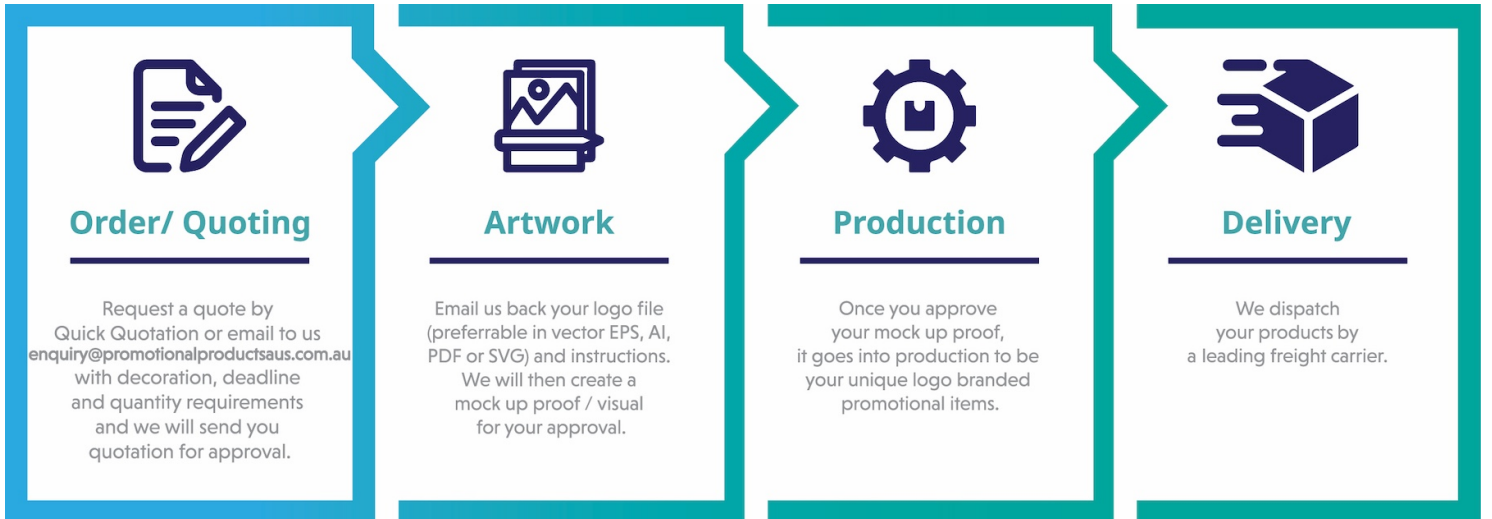 Order/ Quoting
Request a quote by
Quick Quotation or email to us
enquiry@promotionalproductsaus.com.au
with decoration, deadline
and quantity requirements
and we will send you
quotation for approval.
Artwork
Email us back your logo file
(preferrable in vector EPS, AI,
PDF or SVG) and instructions.
We will then create a
mock up proof / visual
for your approval.
Production
Once you approve
your mock up proof,
it goes into production to be
your unique logo branded
promotional items.
Delivery
We dispatch
your products by
a leading freight carrier.